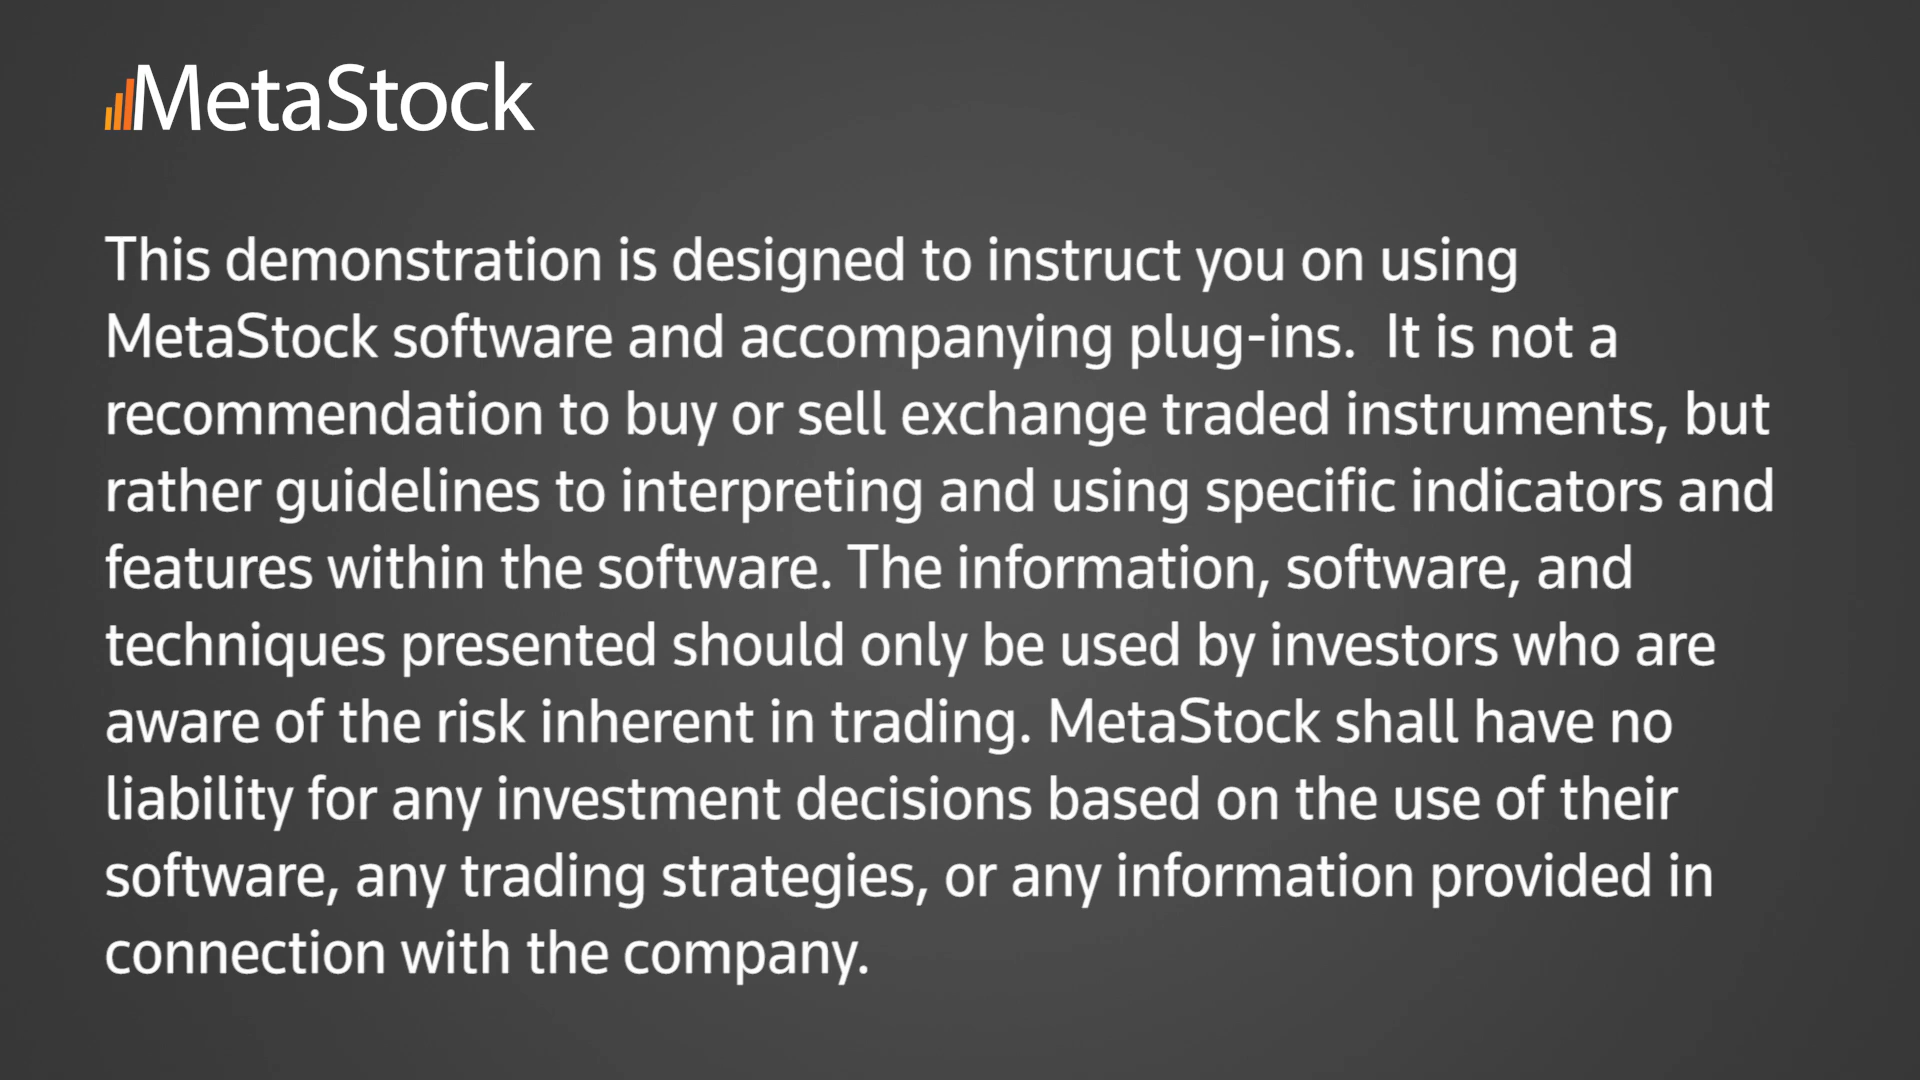 MetaStock
This demonstration is designed to instruct you on using
MetaStock software and accompanying plug-ins.  It is not a
recommendation to buy or sell exchange traded instruments, but
rather guidelines to interpreting and using specific indicators and
features within the software. The information, software, and
techniques presented should only be used by investors who are
aware of the risk inherent in trading. MetaStock shall have no
liability for any investment decisions based on the use of their
software, any trading strategies, or any information provided in
connection with the company.